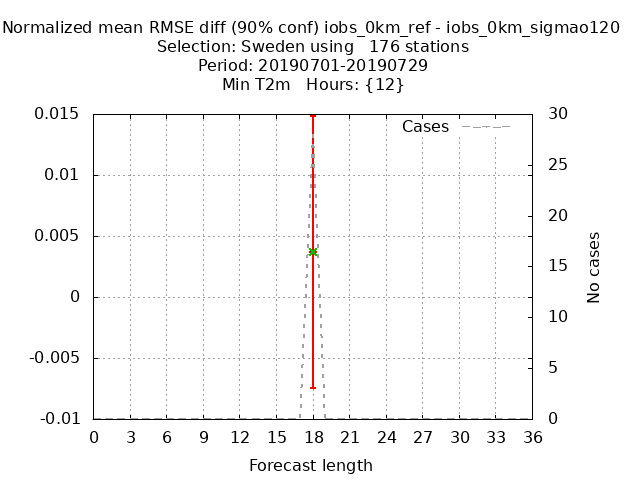 Normalized mean RMSE diff (90% conf) iobs_0km_ref - iobs_0km_sigmao120
Selection: Sweden using   176 stations
Period: 20190701-20190729
Min T2m   Hours: {12}
Cases
0.015
0.01
0.005
0
-0.005
-0.01
30
25
20
15
10
5
0
No cases
0 3 6 9 12 15 18 21 24 27 30 33 36
Forecast length